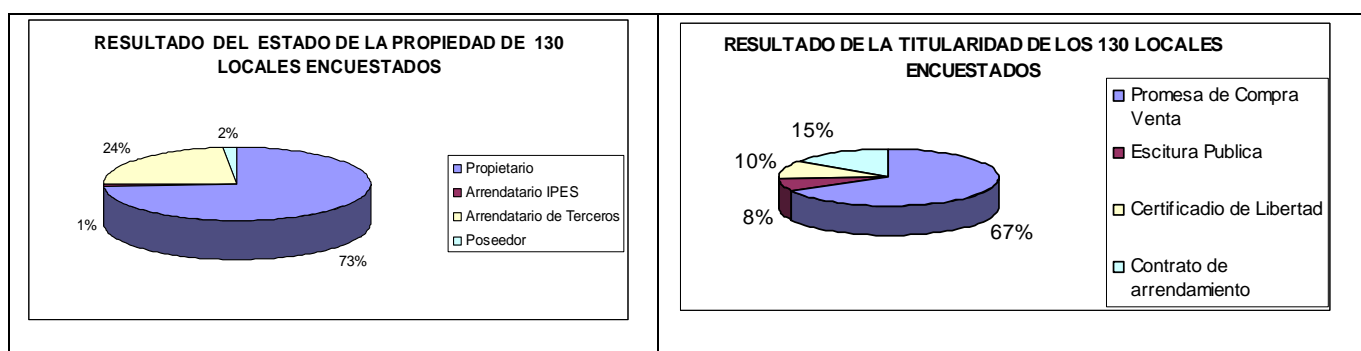 RESULTADO DEL ESTADO DE LA PROPIEDAD DE 130
LOCALES ENCUESTADOS
2%
24%
1%
73%
Propietario
Arrendatario IPES
Arrendatario de Terceros
Poseedor
RESULTADO DE LA TITULARIDAD DE LOS 130 LOCALES
ENCUESTADOS
15%
10%
8%
67%
Promesa de Compra
Venta
Escitura Publica
Certificadio de Libertad
Contrato de
arrendamiento